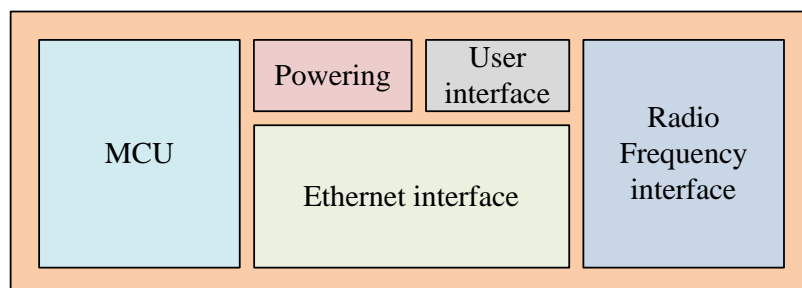 MCU
Powering
User
interface
Ethernet interface
Radio
Frequency
interface